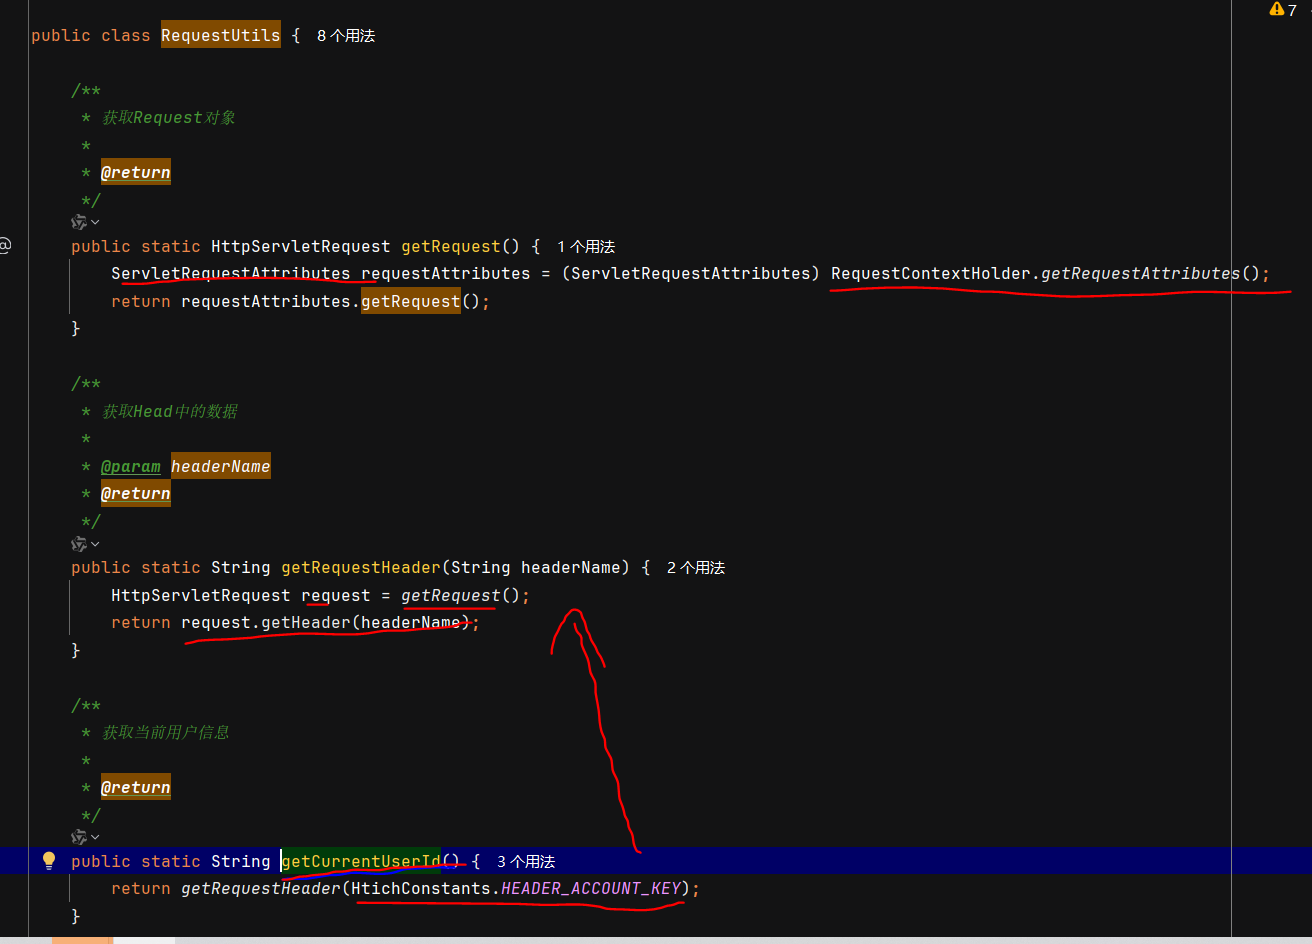 7
public class RequestUtils { 8 个用法
/**
* 获取Request对象
*
* @return
*/
@
public static HttpServletRequest getRequest() { 1 个用法
ServletRequestAttributes requestAttributes = (ServletRequestAttributes) RequestContextHolder.getRequestAttributes();
return requestAttributes.getRequest();
}
/**
* 获取Head中的数据
*
* @param headerName
* @return
*/
public static String getRequestHeader(String headerName) { 2 个用法
HttpServletRequest request = getRequest();
return request.getHeader(headerName);
}
/**
* 获取当前用户信息
*
* @return
*/
public static String getCurrentUserId() { 3 个用法
return getRequestHeader(HtichConstants.HEADER_ACCOUNT_KEY);
}